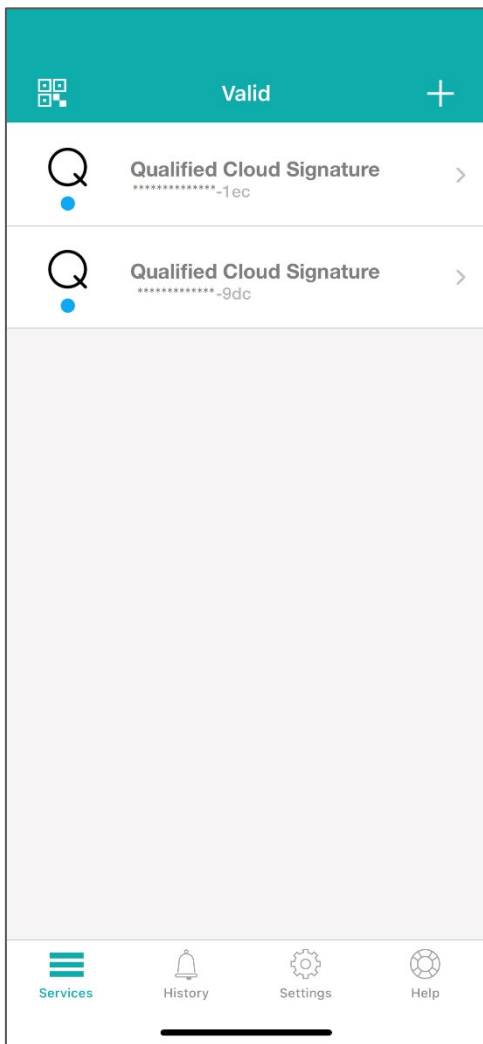 Valid
Qualified Cloud Signature
**************-1ec
Qualified Cloud Signature
*************-9dc
Services
History
Settings
Help